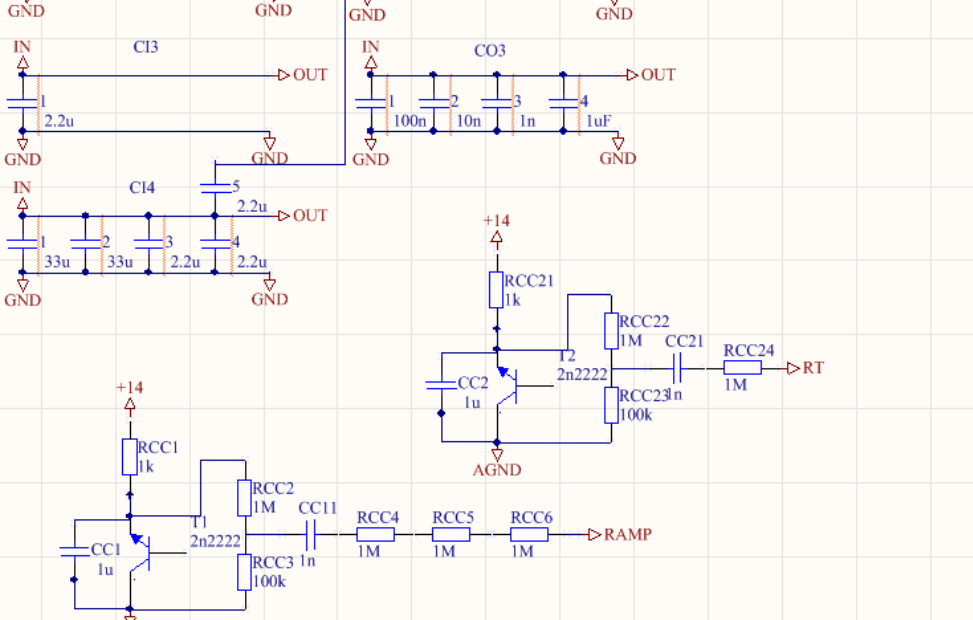 GND GND GND GND
CI3
IN
OUT
1
2.2u
GND GND
CO3
IN
OUT
1 2 3 4
100n 10n 1n 1uF
GND GND
CI4
IN
5
2.2u
OUT
1 2 3 4
33u 33u 2.2u 2.2u
GND GND
+14
RCC21
1k
RCC22
1M
CC21
RCC24
T2
2n2222
RT
CC2
1u
RCC23
1n
1M
100k
AGND
+14
RCC1
1k
RCC2
1M
CC11
RCC4 RCC5 RCC6
T1
2n2222
RAMP
CC1
1u
RCC3
100k
1n
1M 1M 1M